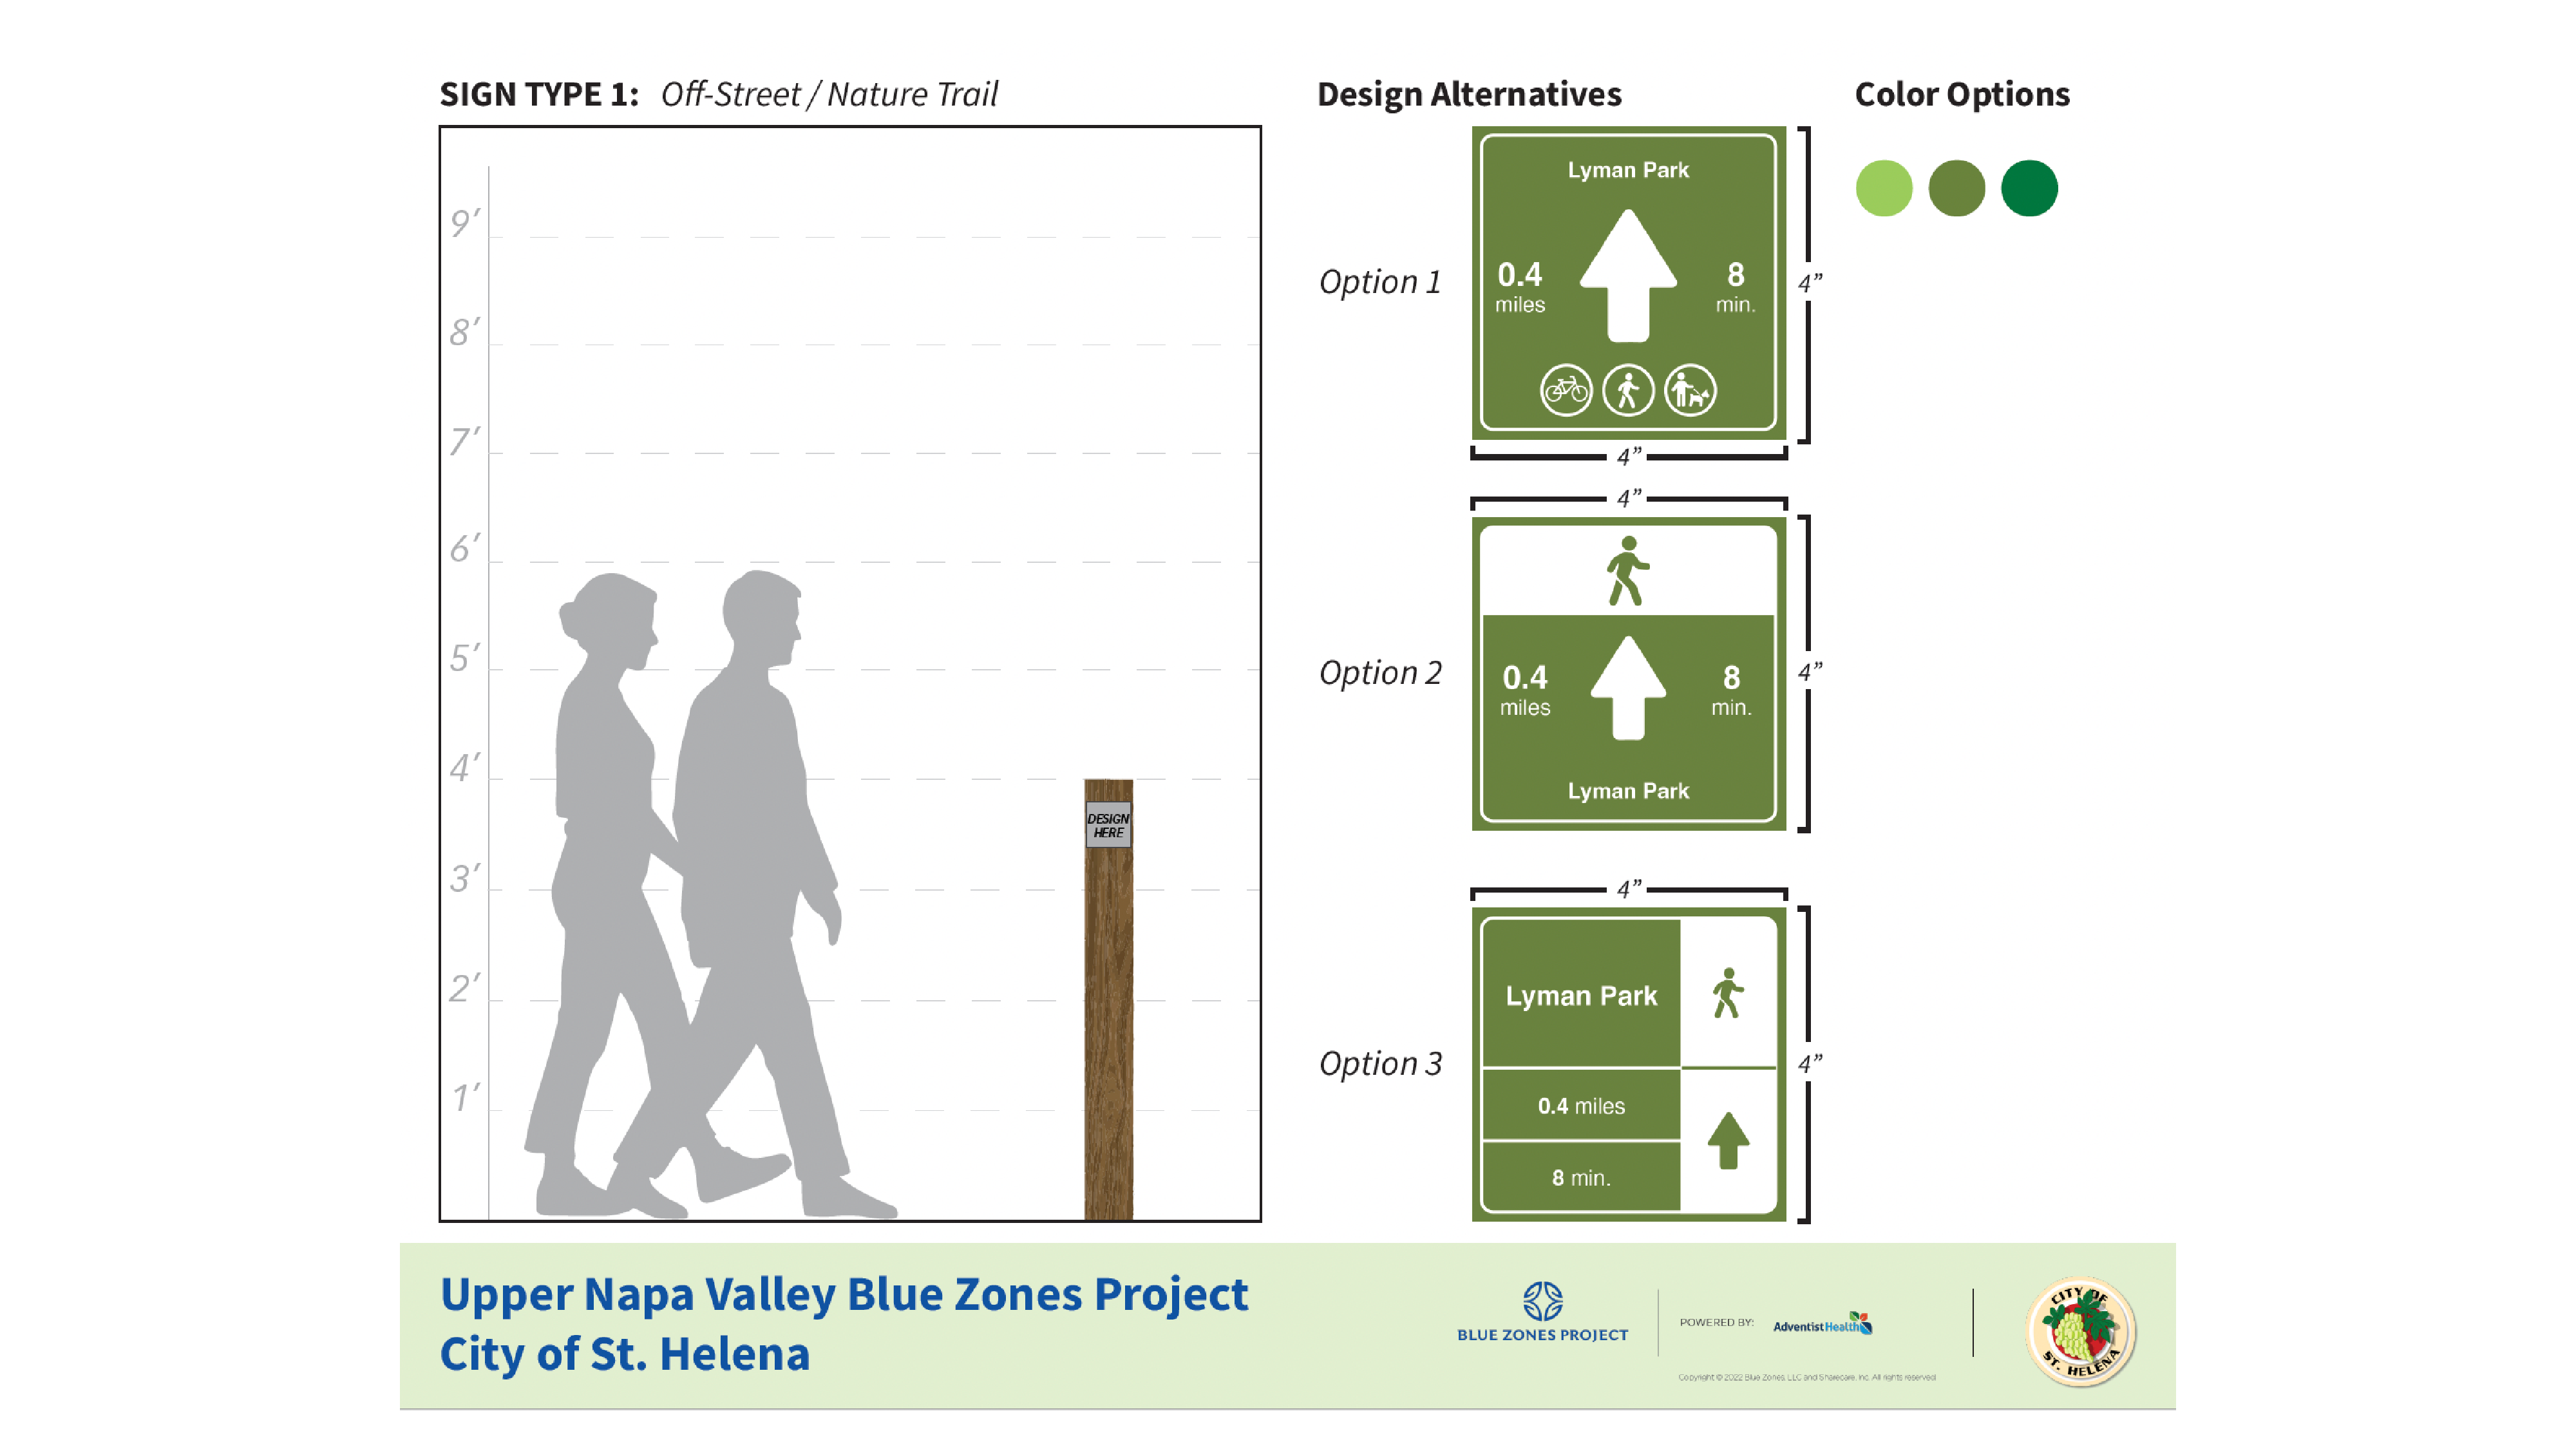 SIGN TYPE 1: Off-Street / Nature Trail
9’
8’
7’
6’
5’
4’
3’
2’
1’
DESIGN
HERE
Design Alternatives
Option 1
Lyman Park
0.4
miles
8
min.
4”
4”
Option 2
4”
0.4
miles
8
min.
Lyman Park
4”
Option 3
4”
Lyman Park
0.4 miles
8 min.
4”
Color Options
Upper Napa Valley Blue Zones Project
City of St. Helena
BLUE ZONES PROJECT
POWERED BY:
Adventist Health
Copyright © 2022 Blue Zones, LLC and Sharecare, Inc. All rights reserved.
CITY OF
ST. HELENA